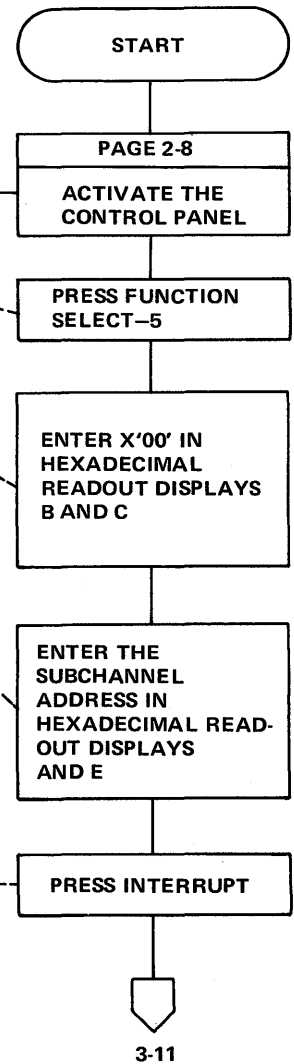 START
PAGE 2-8
ACTIVATE THE
CONTROL PANEL
PRESS FUNCTION
SELECT–5
ENTER X'00' IN
HEXADECIMAL
READOUT DISPLAYS
B AND C
ENTER THE
SUBCHANNEL
ADDRESS IN
HEXADECIMAL READ-
OUT DISPLAYS
AND E
PRESS INTERRUPT
3-11